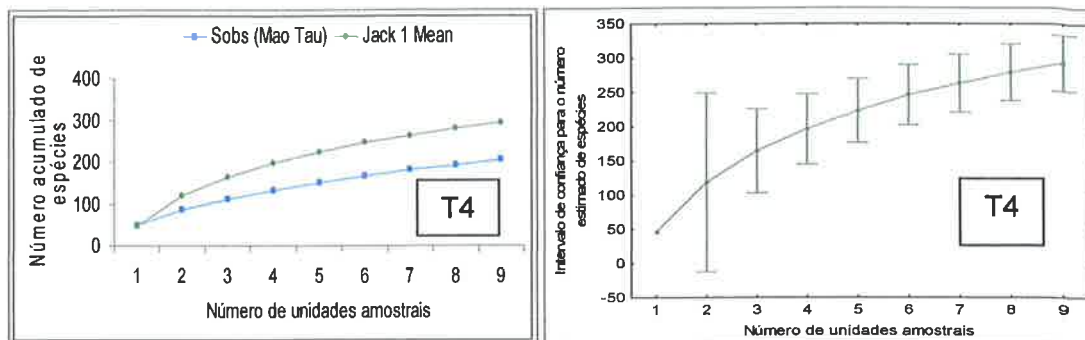 Sobs (Mao Tau) Jack 1 Mean
Número acumulado de
espécies
400
300
200
100
0
T4
1 2 3 4 5 6 7 8 9
Número de unidades amostrais
Intervalo de confiança para o número
estimado de espécies
350
300
250
200
150
100
50
0
-50
T4
1 2 3 4 5 6 7 8 9
Número de unidades amostrais